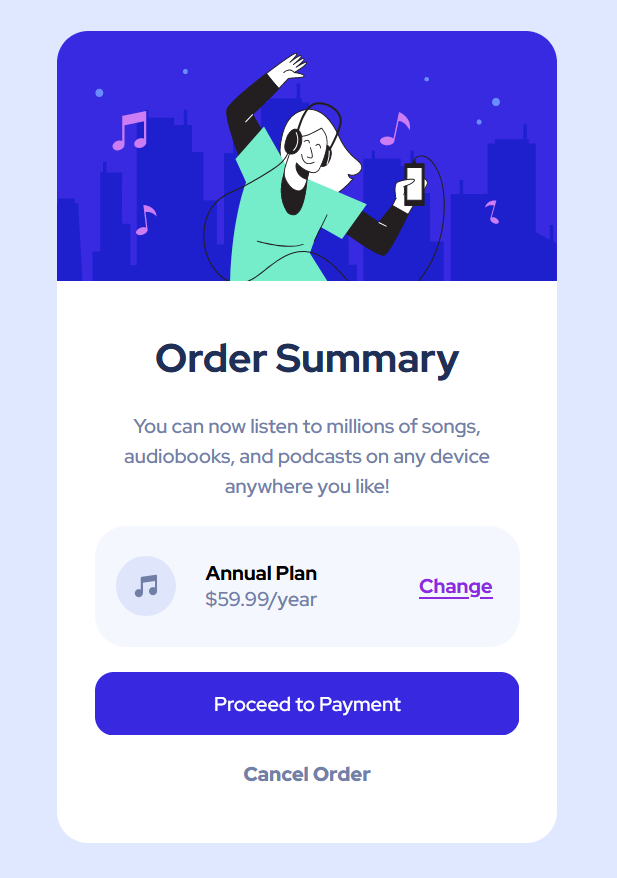 Order Summary
You can now listen to millions of songs,
audiobooks, and podcasts on any device
anywhere you like!
Annual Plan
$59.99/year
Change
Proceed to Payment
Cancel Order